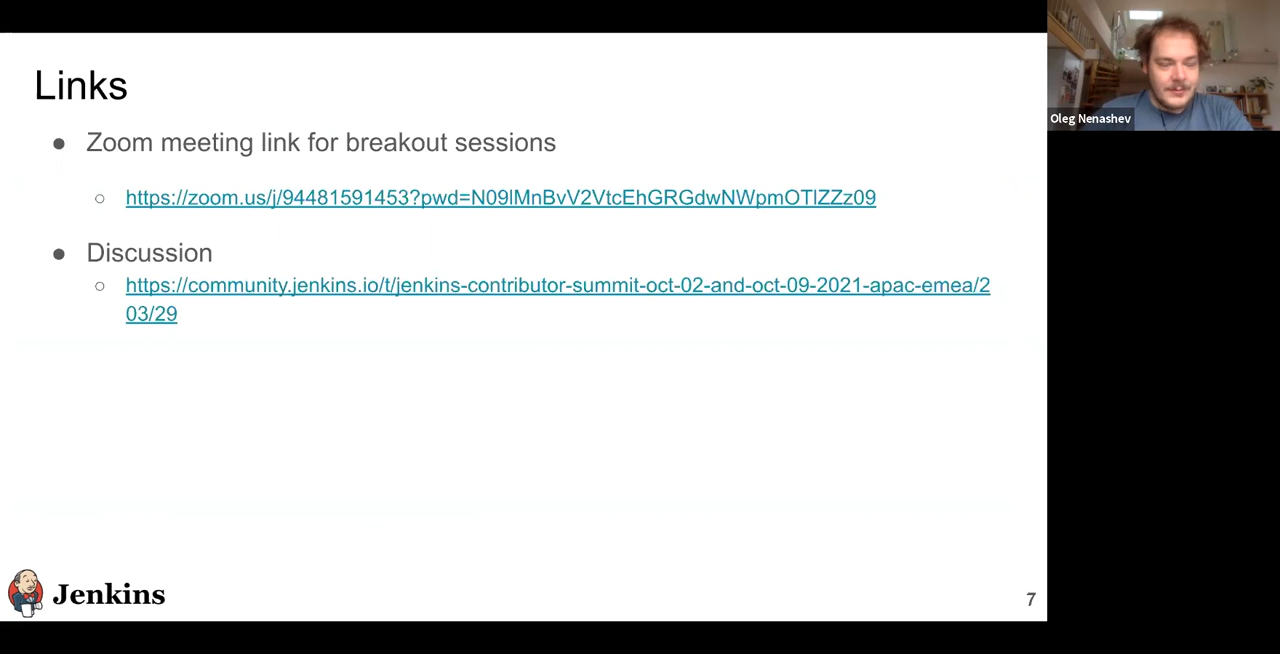 Links
● Zoom meeting link for breakout sessions
○ https://zoom.us/j/94481591453?pwd=N09lMnBvV2VtcEhGRGdwNWpmOTlZZz09
● Discussion
○ https://community.jenkins.io/t/jenkins-contributor-summit-oct-02-and-oct-09-2021-apac-emea/2
03/29
Jenkins
7
Oleg Nenashev